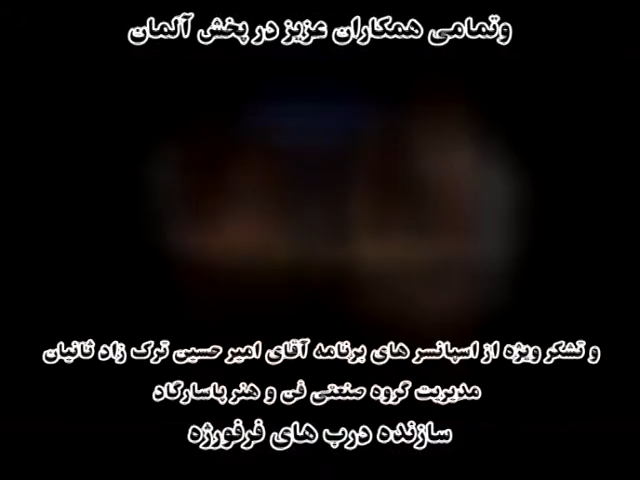 وتمامی همکاران عزیز در پخش آلمان
و تشکر ویژه از اسپانسر های برنامه آقای امیر حسین ترک زاد ثانیان
مدیریت گروه صنعتی فن و هنر پاسارگاد
سازنده درب های فرفورژه